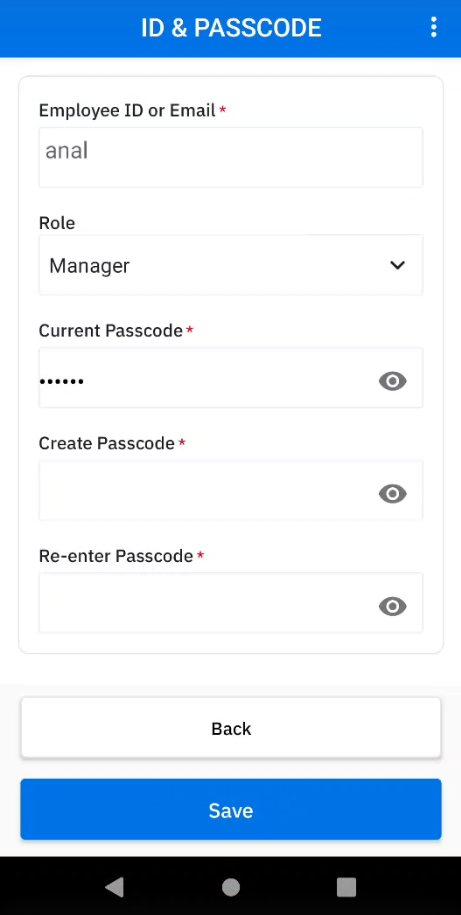 ID & PASSCODE
Employee ID or Email *
anal
Role
Manager
Current Passcode *
••••••
Create Passcode *
Re-enter Passcode *
Back
Save